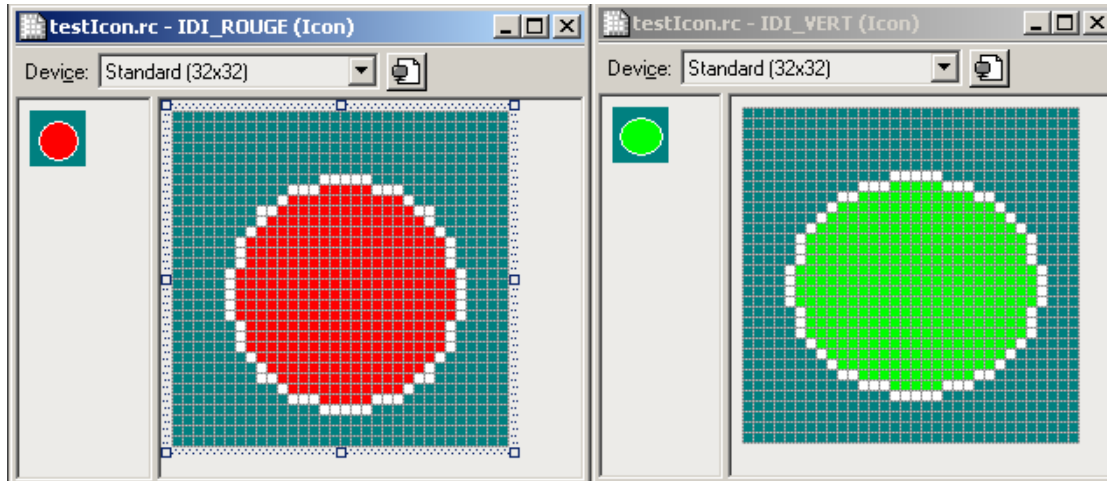 testIcon.rc - IDI_ROUGE (Icon)
Device: Standard (32x32)
testIcon.rc - IDI_VERT (Icon)
Device: Standard (32x32)